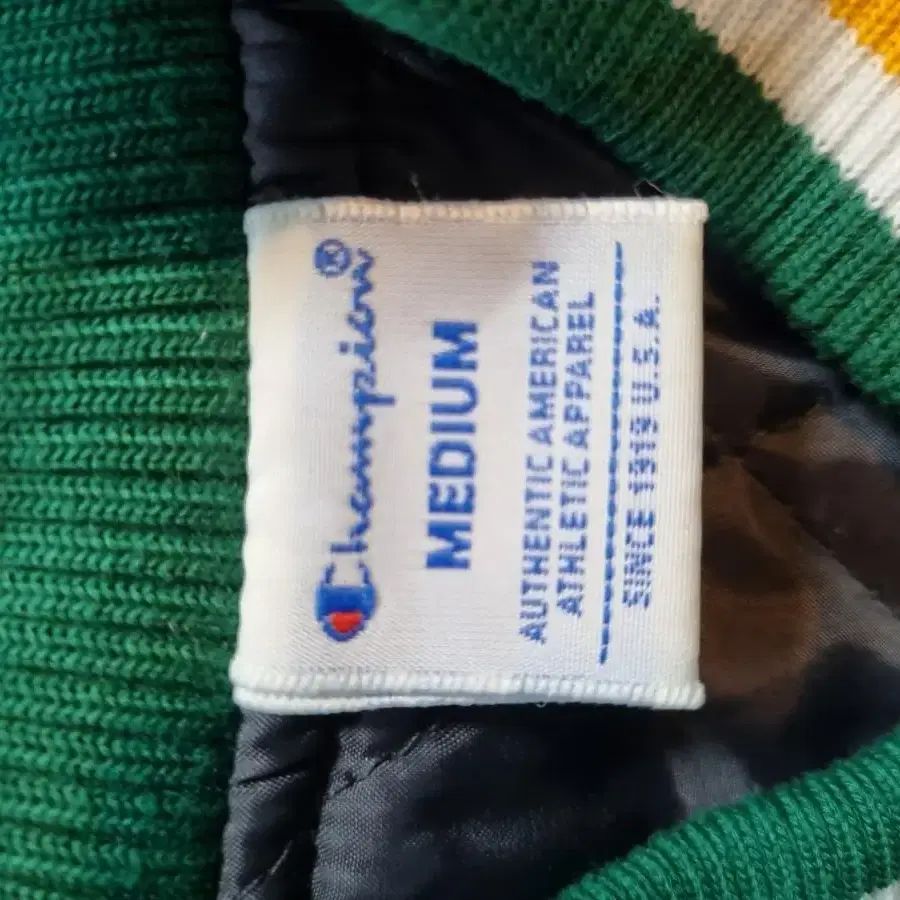 Champion®
MEDIUM
AUTHENTIC AMERICAN
ATHLETIC APPAREL
SINCE 1919 U.S.A.